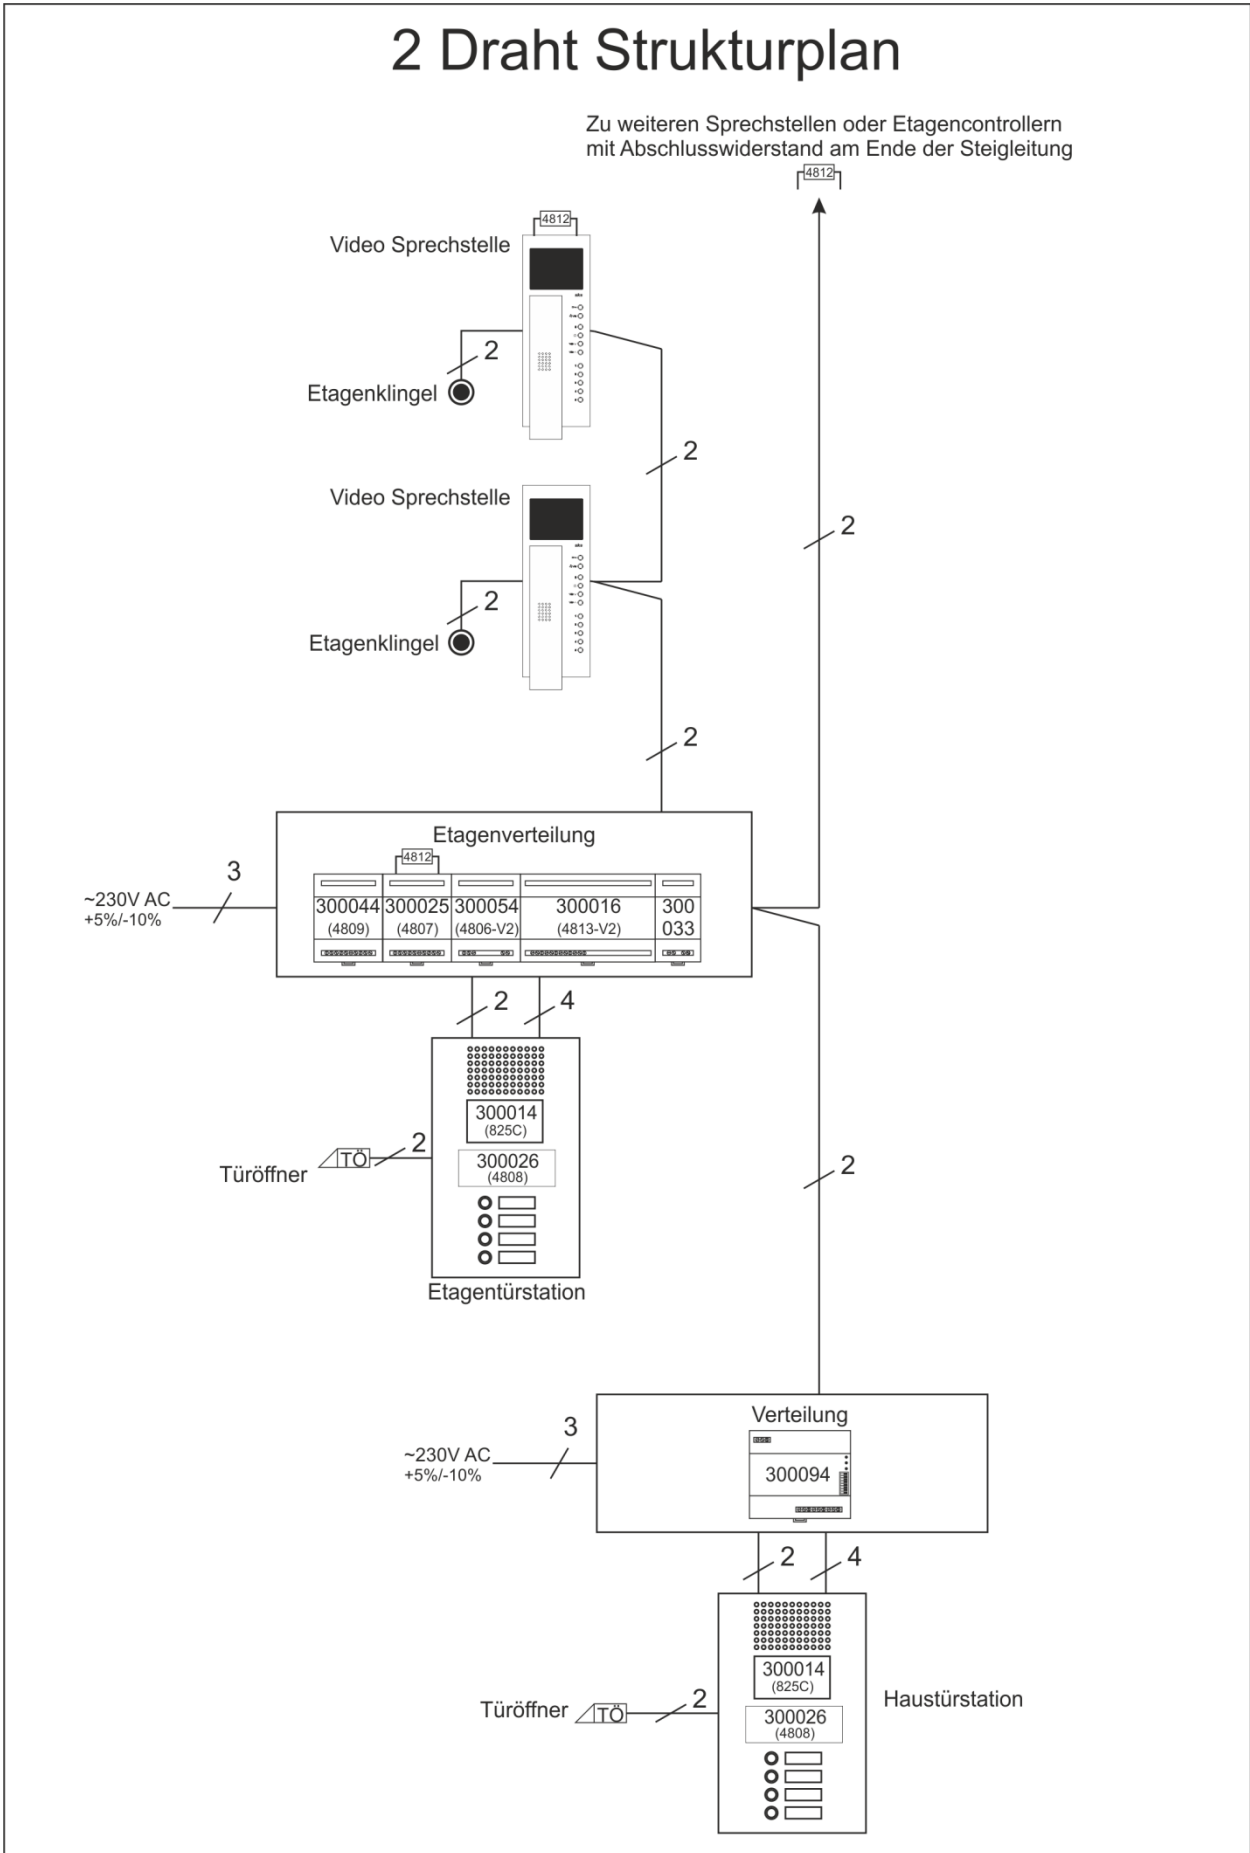 2 Draht Strukturplan
Zu weiteren Sprechstellen oder Etagencontrollern
mit Abschlusswiderstand am Ende der Steigleitung
4812
4812
Video Sprechstelle
2
Etagenklingel
2
Video Sprechstelle
2
2
Etagenklingel
2
Etagenverteilung
4812
3
~230V AC
+5%/-10%
300044
(4809)
300025
(4807)
300054
(4806-V2)
300016
(4813-V2)
300
033
2
4
300014
(825C)
2
Türöffner
TÖ
300026
(4808)
2
Etagentürstation
Verteilung
3
~230V AC
+5%/-10%
300094
2
4
300014
(825C)
2
Türöffner
TÖ
300026
(4808)
Haustürstation